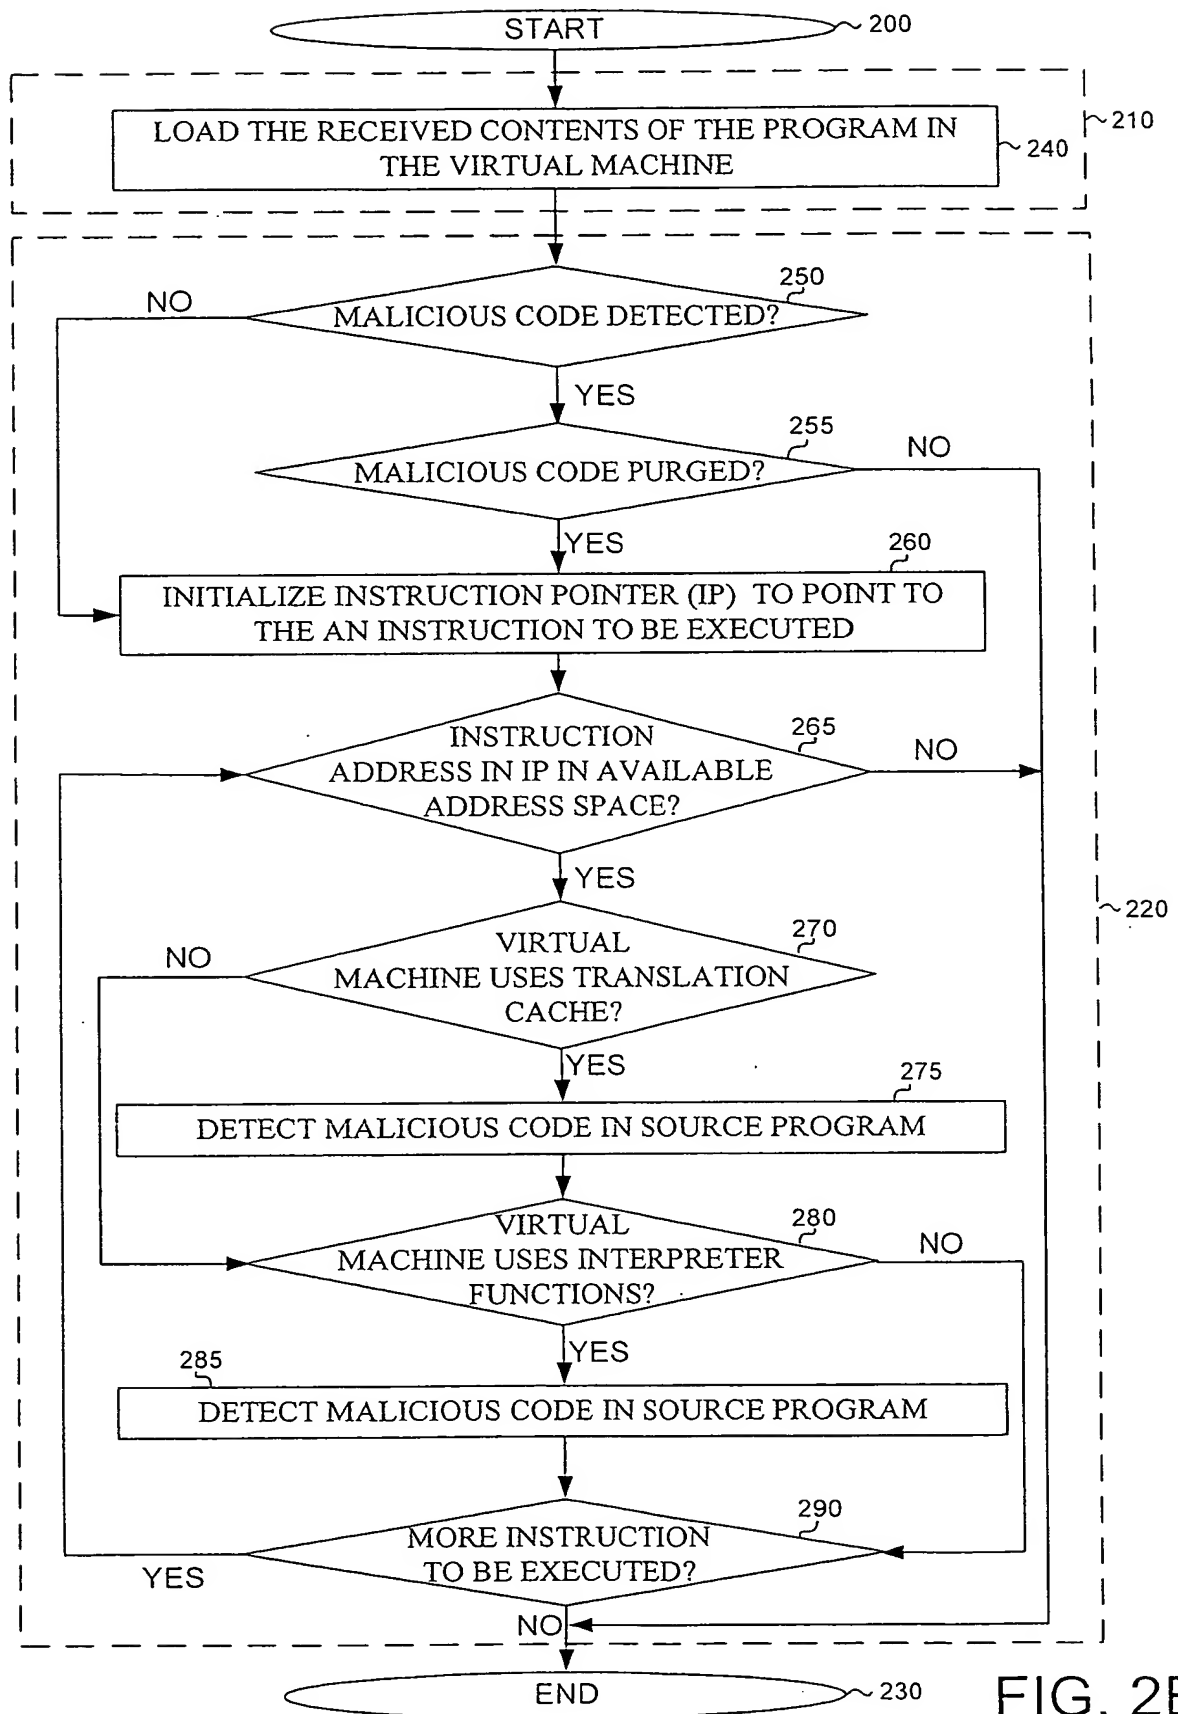 START
200
210
LOAD THE RECEIVED CONTENTS OF THE PROGRAM IN
THE VIRTUAL MACHINE
240
250
NO
MALICIOUS CODE DETECTED?
YES
255
NO
MALICIOUS CODE PURGED?
YES
260
INITIALIZE INSTRUCTION POINTER (IP) TO POINT TO
THE AN INSTRUCTION TO BE EXECUTED
265
INSTRUCTION
ADDRESS IN IP IN AVAILABLE
ADDRESS SPACE?
NO
YES
220
270
NO
VIRTUAL
MACHINE USES TRANSLATION
CACHE?
YES
275
DETECT MALICIOUS CODE IN SOURCE PROGRAM
280
VIRTUAL
MACHINE USES INTERPRETER
FUNCTIONS?
NO
YES
285
DETECT MALICIOUS CODE IN SOURCE PROGRAM
290
MORE INSTRUCTION
TO BE EXECUTED?
YES
NO
END
230
FIG. 2B